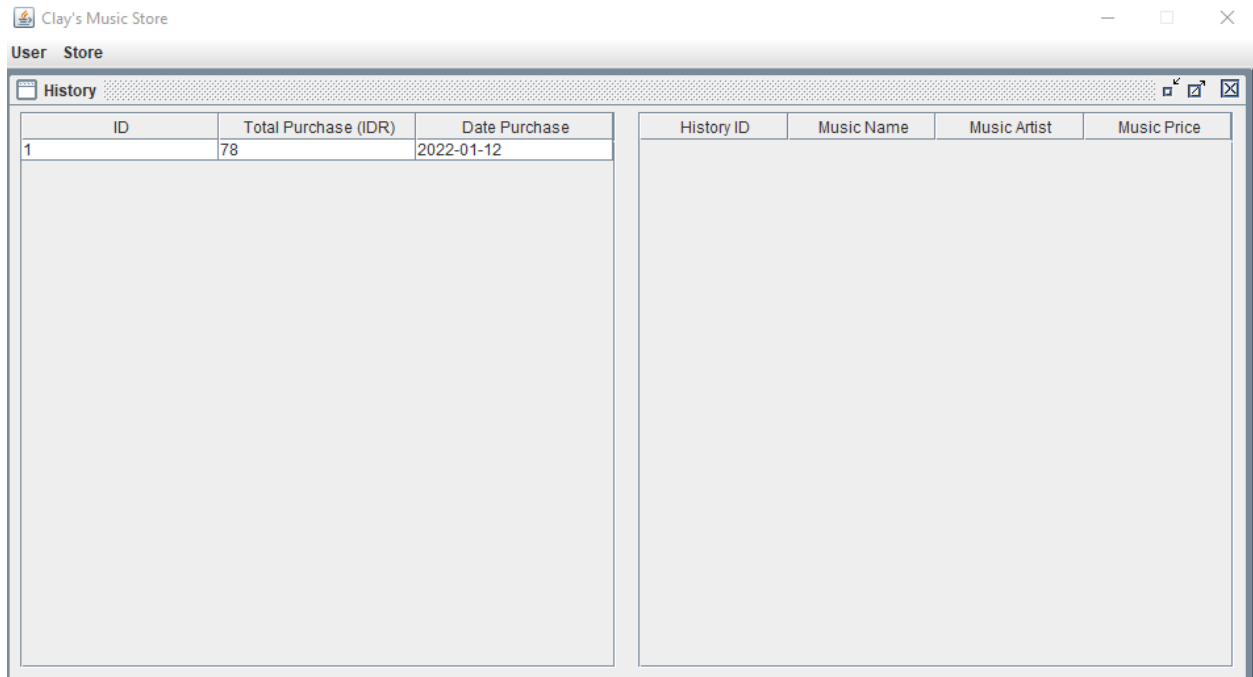 Clay's Music Store
User Store
History
ID Total Purchase (IDR) Date Purchase
1 78 2022-01-12
History ID Music Name Music Artist Music Price